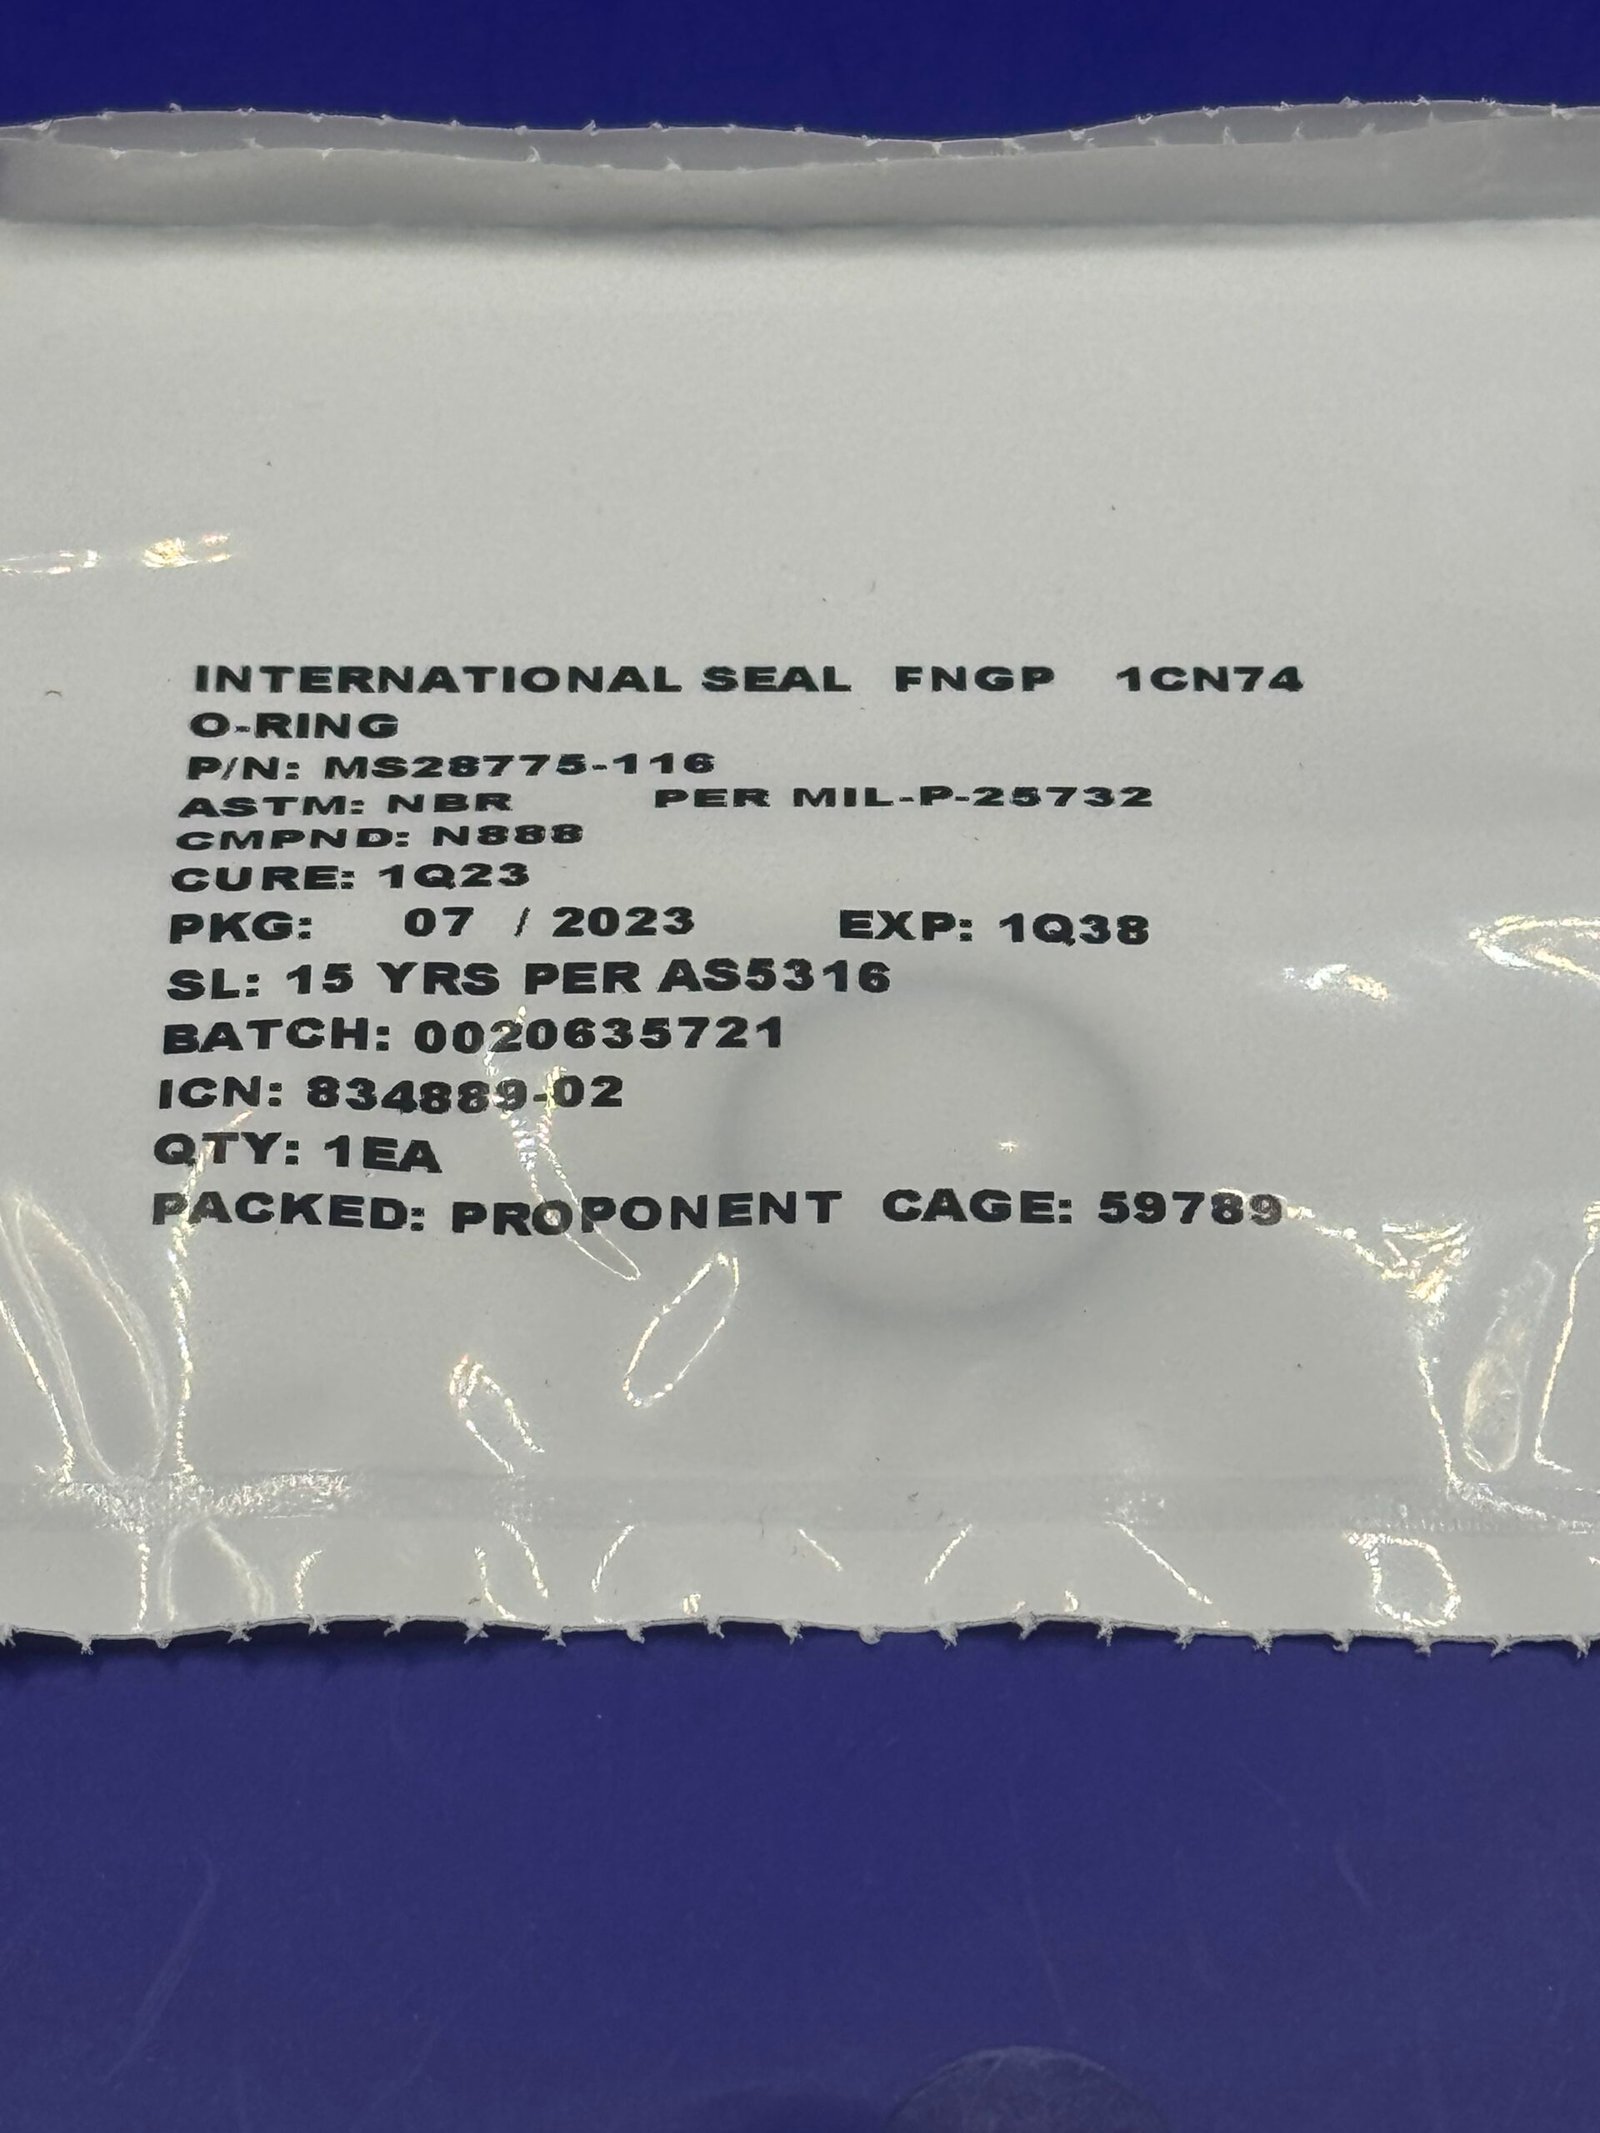 INTERNATIONAL SEAL FNGP 1CN74
O-RING
P/N: MS28775-116
ASTM: NBR PER MIL-P-25732
CMPND: N888
CURE: 1Q23
PKG: 07 / 2023 EXP: 1Q38
SL: 15 YRS PER AS5316
BATCH: 0020635721
ICN: 834889-02
QTY: 1EA
PACKED: PROPONENT CAGE: 59789